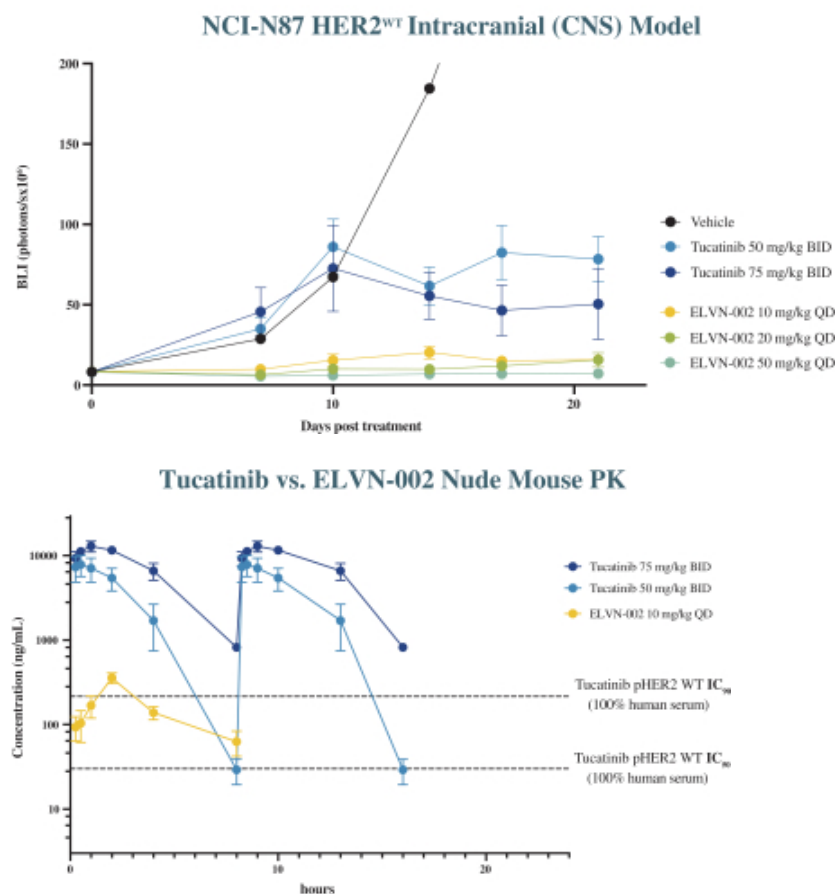 NCI-N87 HER2ᵂᵀ Intracranial (CNS) Model
200
150
100
50
0
BLI (photons/sx10⁶)
0
10
20
Days post treatment
Vehicle
Tucatinib 50 mg/kg BID
Tucatinib 75 mg/kg BID
ELVN-002 10 mg/kg QD
ELVN-002 20 mg/kg QD
ELVN-002 50 mg/kg QD
Tucatinib vs. ELVN-002 Nude Mouse PK
10000
1000
100
10
Concentration (ng/mL)
0
10
20
hours
Tucatinib 75 mg/kg BID
Tucatinib 50 mg/kg BID
ELVN-002 10 mg/kg QD
Tucatinib pHER2 WT IC
(100% human serum)
Tucatinib pHER2 WT IC
(100% human serum)